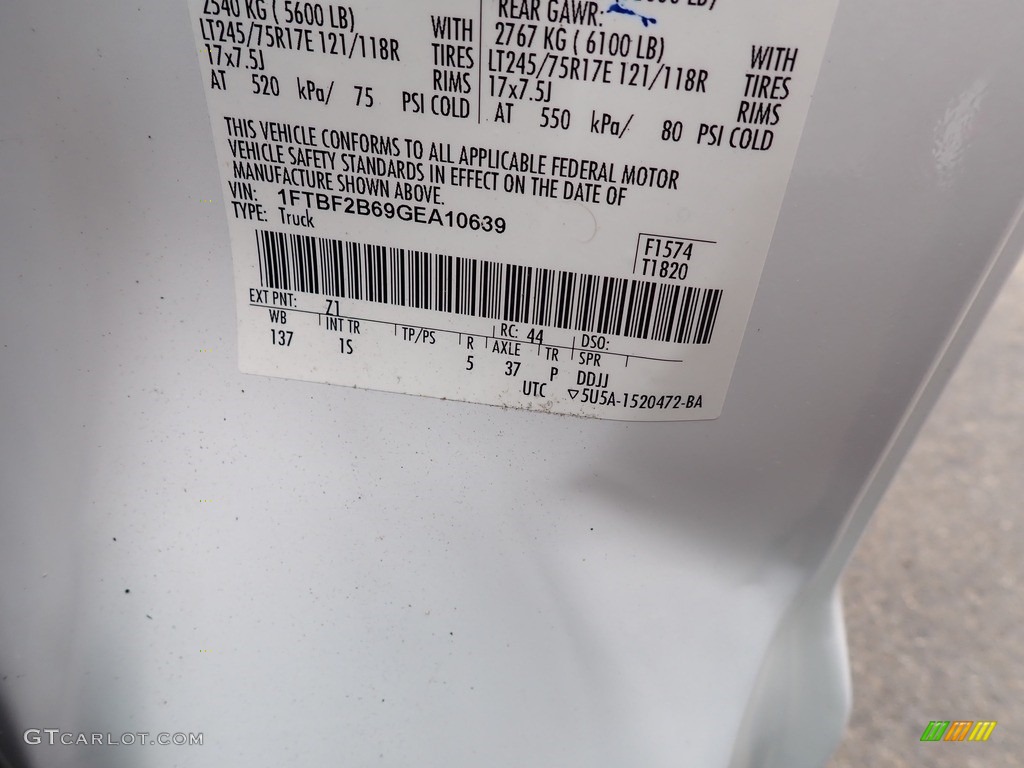 2540 KG ( 5600 LB) WITH
LT245/75R17E 121/118R TIRES
17x7.5J RIMS
AT 520 kPa/ 75 PSI COLD
REAR GAWR:
2767 KG ( 6100 LB) WITH
LT245/75R17E 121/118R TIRES
17x7.5J RIMS
AT 550 kPa/ 80 PSI COLD
THIS VEHICLE CONFORMS TO ALL APPLICABLE FEDERAL MOTOR
VEHICLE SAFETY STANDARDS IN EFFECT ON THE DATE OF
MANUFACTURE SHOWN ABOVE.
VIN: 1FTBF2B69GEA10639
TYPE: Truck
F1574
T1820
EXT PNT: Z1 RC: 44 DSO:
WB INT TR TP/PS R AXLE TR SPR
137 1S 5 37 P DDJJ
UTC ▽5U5A-1520472-BA
GTCARLOT.COM